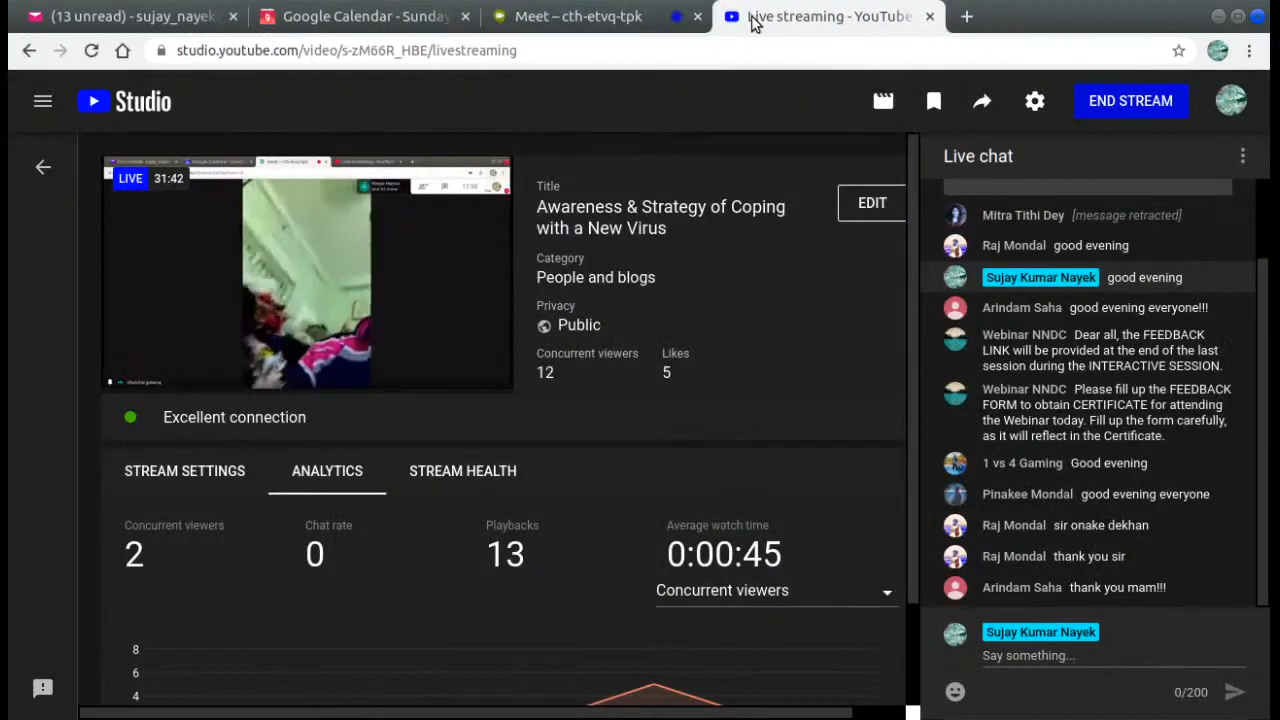 (13 unread) - sujay_nayek
Google Calendar - Sunday
Meet – cth-etvq-tpk
Live streaming - YouTube
studio.youtube.com/video/s-zM66R_HBE/livestreaming
Studio
END STREAM
LIVE 31:42
Title
Awareness & Strategy of Coping
with a New Virus
EDIT
Category
People and blogs
Privacy
Public
Concurrent viewers Likes
12 5
Excellent connection
STREAM SETTINGS ANALYTICS STREAM HEALTH
Concurrent viewers Chat rate Playbacks Average watch time
2 0 13 0:00:45
Concurrent viewers
8
6
4
Live chat
Mitra Tithi Dey [message retracted]
Raj Mondal good evening
Sujay Kumar Nayek good evening
Arindam Saha good evening everyone!!!
Webinar NNDC Dear all, the FEEDBACK
LINK will be provided at the end of the last
session during the INTERACTIVE SESSION.
Webinar NNDC Please fill up the FEEDBACK
FORM to obtain CERTIFICATE for attending
the Webinar today. Fill up the form carefully,
as it will reflect in the Certificate.
1 vs 4 Gaming Good evening
Pinakee Mondal good evening everyone
Raj Mondal sir onake dekhan
Raj Mondal thank you sir
Arindam Saha thank you mam!!!
Sujay Kumar Nayek
Say something...
0/200